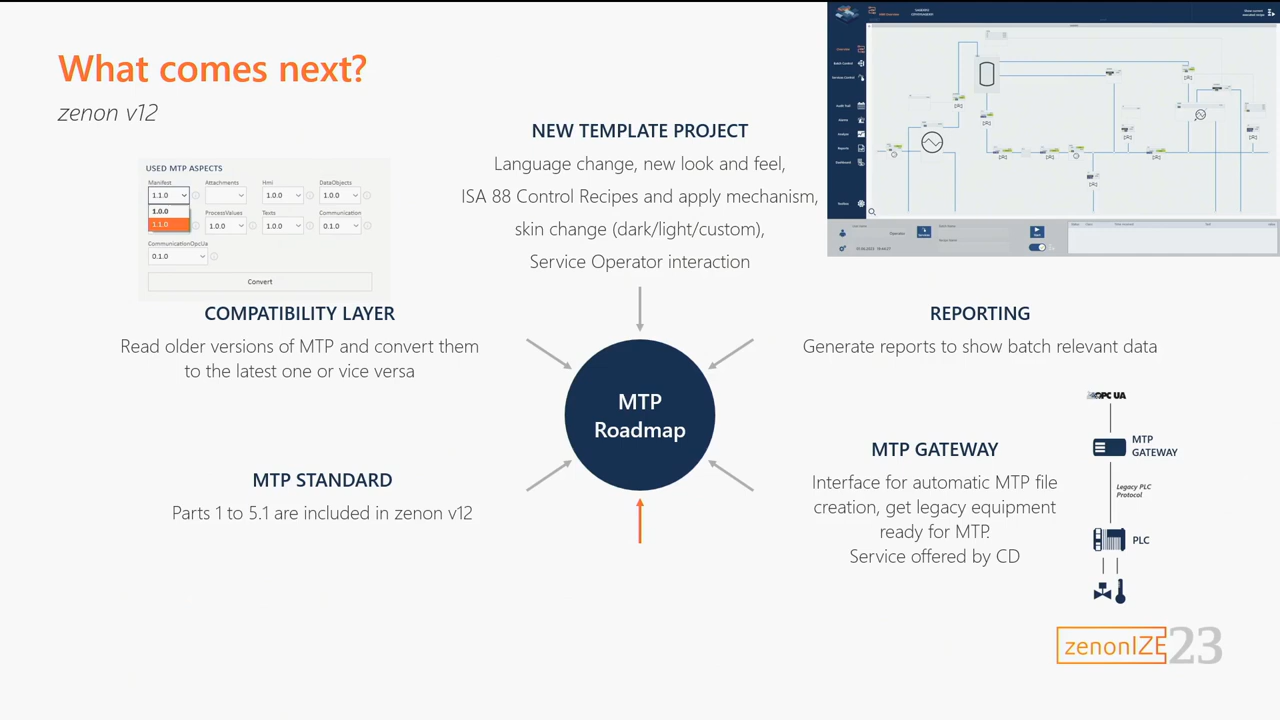 What comes next?
zenon v12
NEW TEMPLATE PROJECT
Language change, new look and feel,
ISA 88 Control Recipes and apply mechanism,
skin change (dark/light/custom),
Service Operator interaction
USED MTP ASPECTS
Manifest Attachments Hmi DataObjects
1.1.0 1.0.0 1.0.0
1.0.0
1.1.0
ProcessValues Texts Communication
1.0.0 1.0.0 0.1.0
CommunicationOpcUa
0.1.0
Convert
COMPATIBILITY LAYER
Read older versions of MTP and convert them
to the latest one or vice versa
MTP STANDARD
Parts 1 to 5.1 are included in zenon v12
MTP
Roadmap
REPORTING
Generate reports to show batch relevant data
MTP GATEWAY
Interface for automatic MTP file
creation, get legacy equipment
ready for MTP.
Service offered by CD
OPC UA
MTP
GATEWAY
Legacy PLC
Protocol
PLC
zenonIZE23